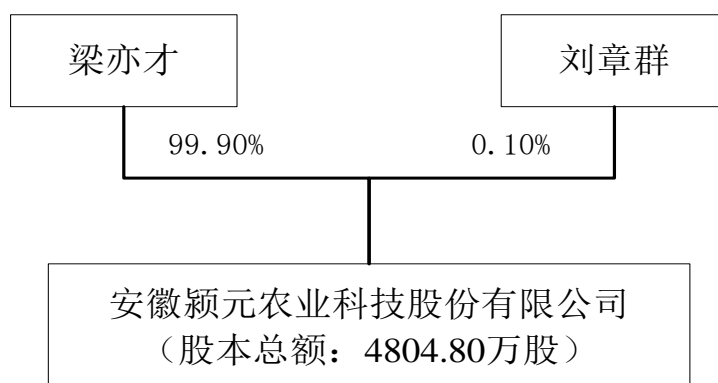 梁亦才
刘章群
99.90%
0.10%
安徽颍元农业科技股份有限公司
（股本总额：4804.80万股）